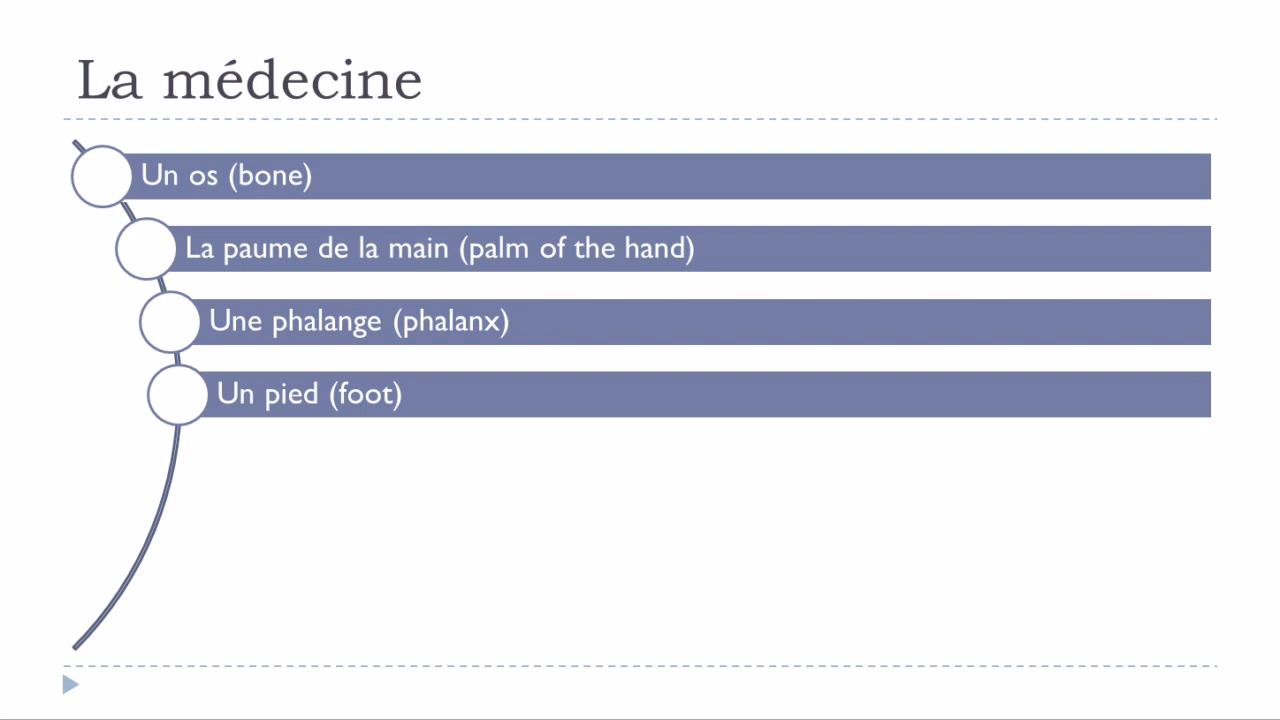 La médecine
Un os (bone)
La paume de la main (palm of the hand)
Une phalange (phalanx)
Un pied (foot)